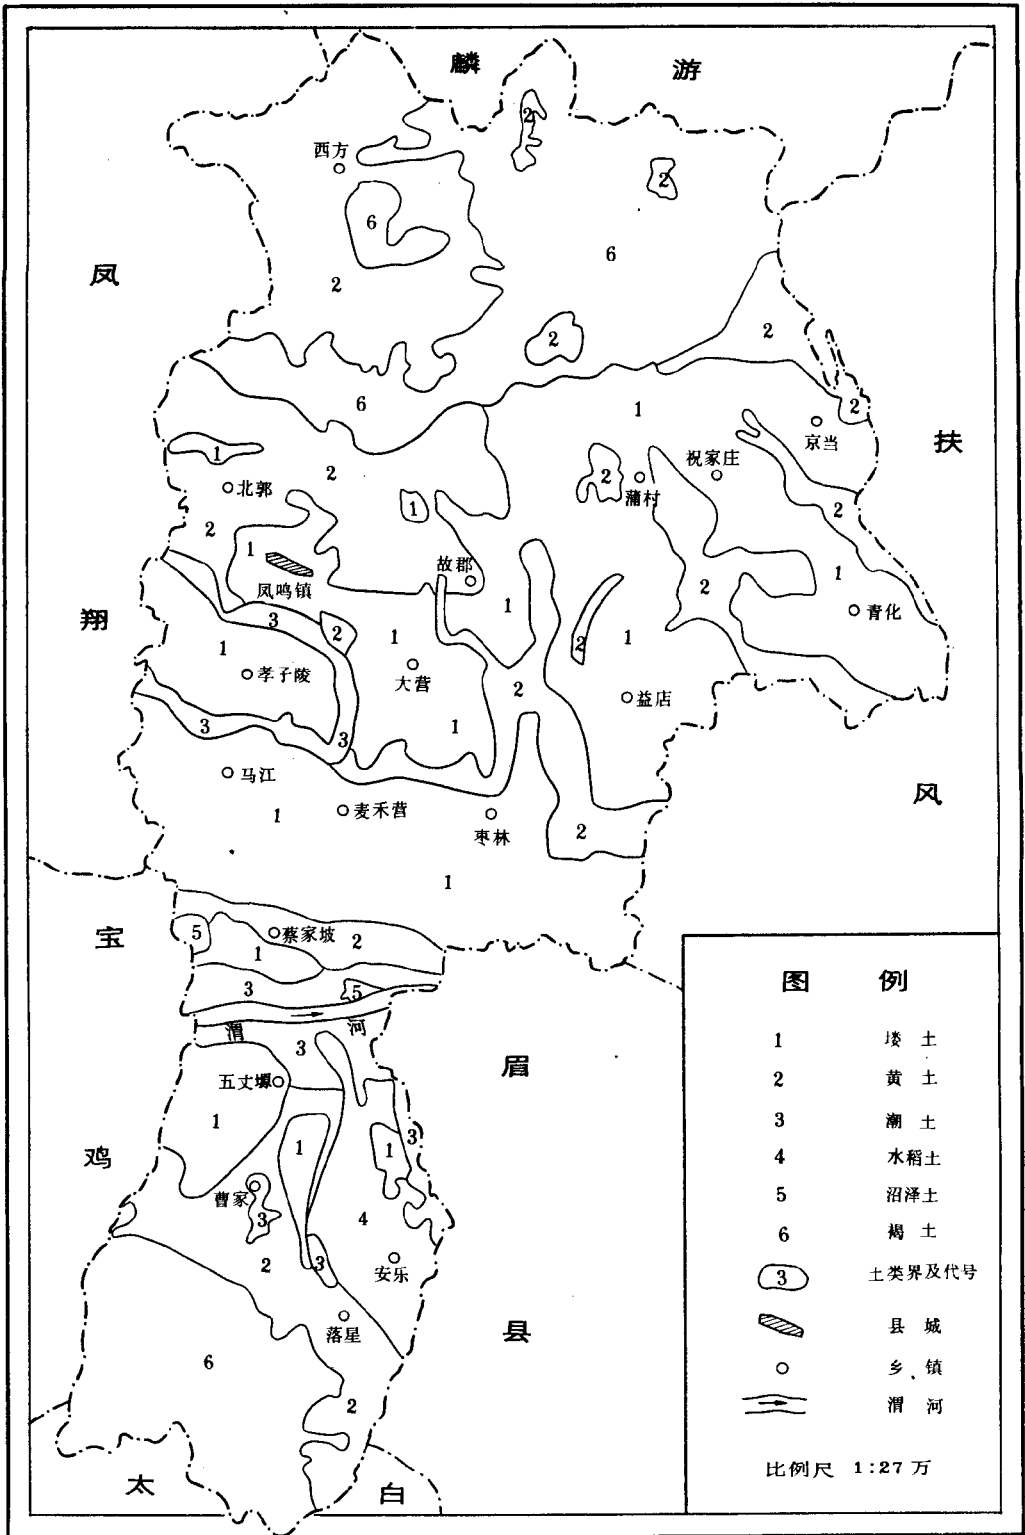 麟 游
2
西方
2
6
6
凤
2
2
2
6
1
2
京当
扶
1
2
祝家庄
北郭
2
蒲村
1
2
2
1
故郡
2
1
凤鸣镇
1
青化
翔
3
2
1
1
2
1
孝子陵
大营
2
益店
3
1
3
马江
风
麦禾营
1
枣林
2
1
宝
5
蔡家坡
2
1
3
5
渭 河
3
眉
五丈塬
1
3
1
1
鸡
曹家
3
4
2
3
安乐
落星
县
6
2
太
白
图 例
1 塿土
2 黄土
3 潮土
4 水稻土
5 沼泽土
6 褐土
3 土类界及代号
县城
乡、镇
渭河
比例尺 1:27万